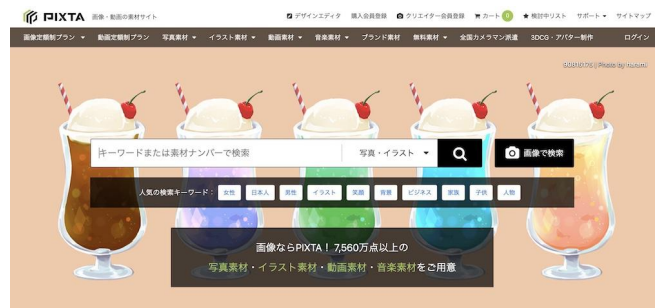 PIXTA 画像・動画の素材サイト
デザインエディタ 購入会員登録 クリエイター会員登録 カート 0 ★ 検討中リスト サポート サイトマップ
画像定額制プラン 動画定額制プラン 写真素材 イラスト素材 動画素材 音楽素材 ブランド素材 無料素材 全国カメラマン派遣 3DCG・アバター制作 ログイン
Photo by
キーワードまたは素材ナンバーで検索 写真・イラスト 画像で検索
人気の検索キーワード： 女性 日本人 男性 イラスト 笑顔 背景 ビジネス 家族 子供 人物
画像ならPIXTA！7,560万点以上の
写真素材・イラスト素材・動画素材・音楽素材をご用意